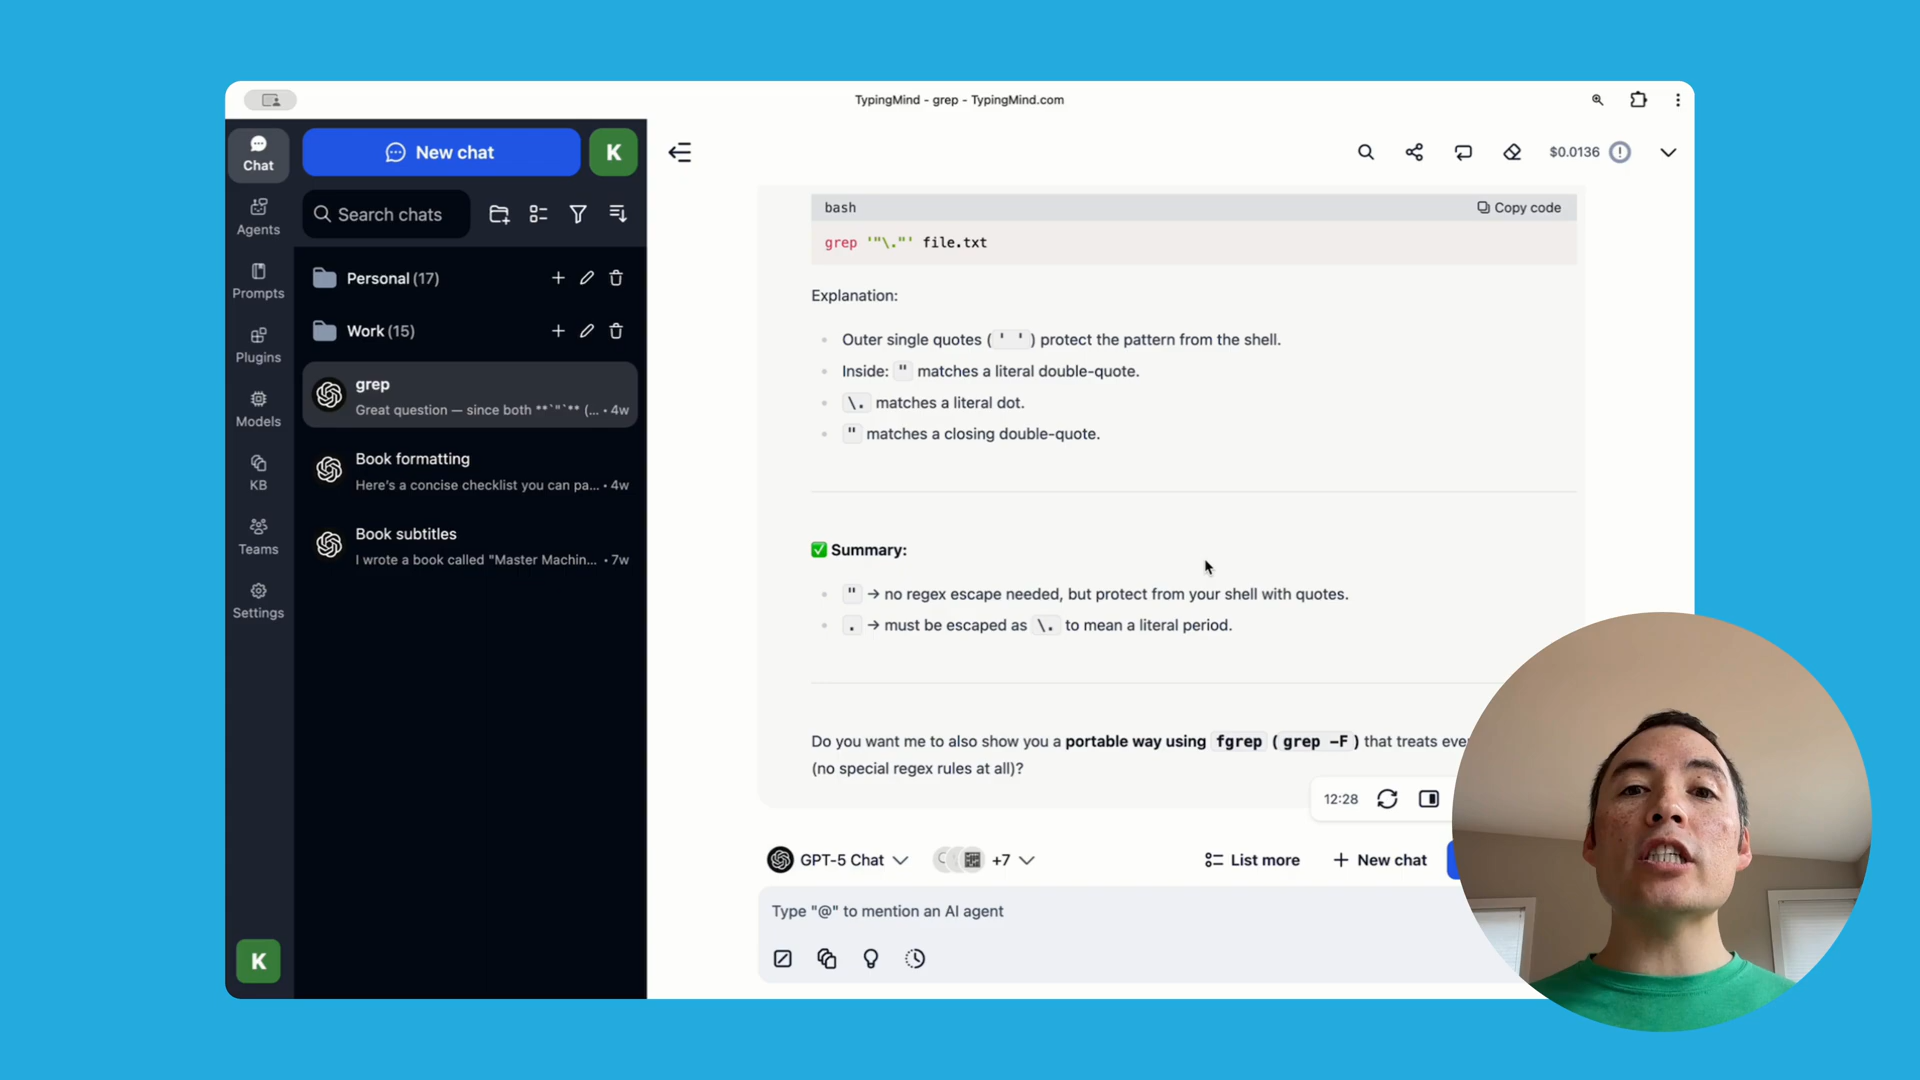 TypingMind - grep - TypingMind.com
Chat
New chat
K
$0.0136
Search chats
Agents
Prompts
Plugins
Models
KB
Teams
Settings
K
Personal (17)
Work (15)
grep
Great question — since both **`"`** (... • 4w
Book formatting
Here's a concise checklist you can pa... • 4w
Book subtitles
I wrote a book called "Master Machin... • 7w
bash
Copy code
grep '"\."' file.txt
Explanation:
Outer single quotes ( ' ' ) protect the pattern from the shell.
Inside: " matches a literal double-quote.
\. matches a literal dot.
" matches a closing double-quote.
✅ Summary:
" → no regex escape needed, but protect from your shell with quotes.
. → must be escaped as \. to mean a literal period.
Do you want me to also show you a portable way using fgrep ( grep -F ) that treats
(no special regex rules at all)?
12:28
GPT-5 Chat
+7
List more
+ New chat
Type "@" to mention an AI agent